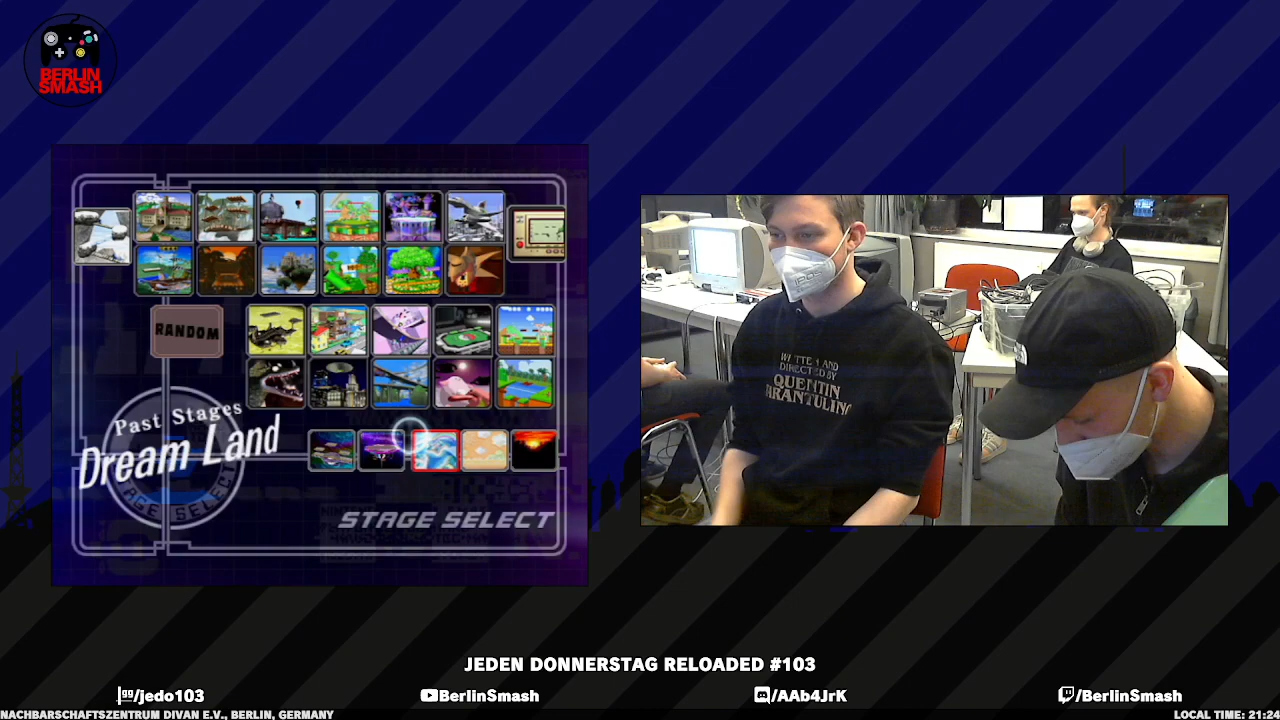 BERLIN
SMASH
RANDOM
Past Stages
Dream Land
STAGE SELECT
WRITTEN AND
DIRECTED BY
QUENTIN
TARANTULINO
JEDEN DONNERSTAG RELOADED #103
/jedo103
BerlinSmash
/AAb4JrK
/BerlinSmash
NACHBARSCHAFTSZENTRUM DIVAN E.V., BERLIN, GERMANY
LOCAL TIME: 21:24